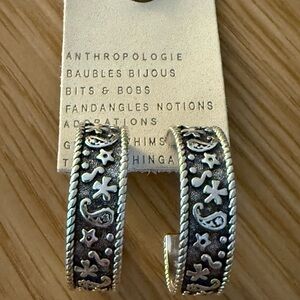 ANTHROPOLOGIE
BAUBLES BIJOUS
BITS & BOBS
FANDANGLES NOTIONS
ADORATIONS